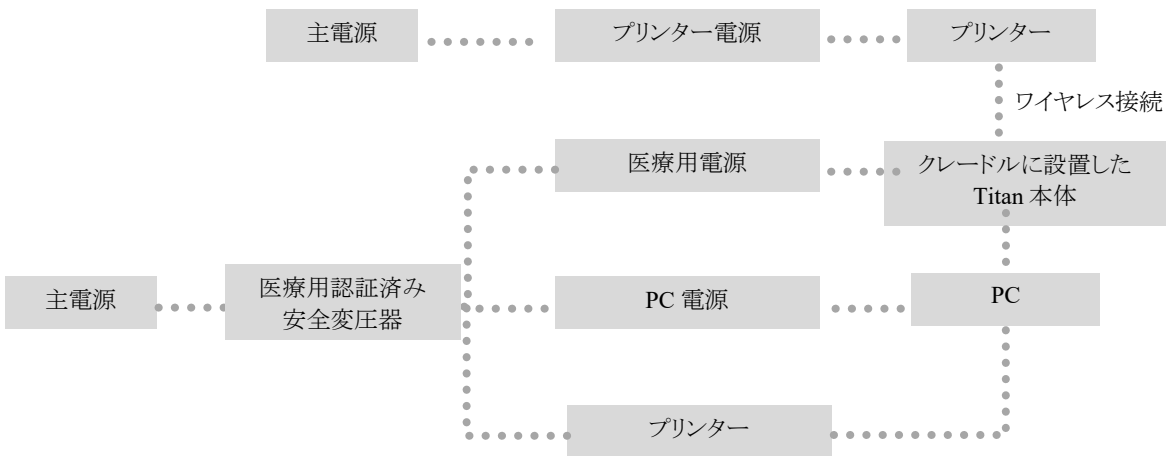 主電源
プリンター電源
プリンター
ワイヤレス接続
医療用電源
クレードルに設置した
Titan 本体
主電源
医療用認証済み
安全変圧器
PC 電源
PC
プリンター